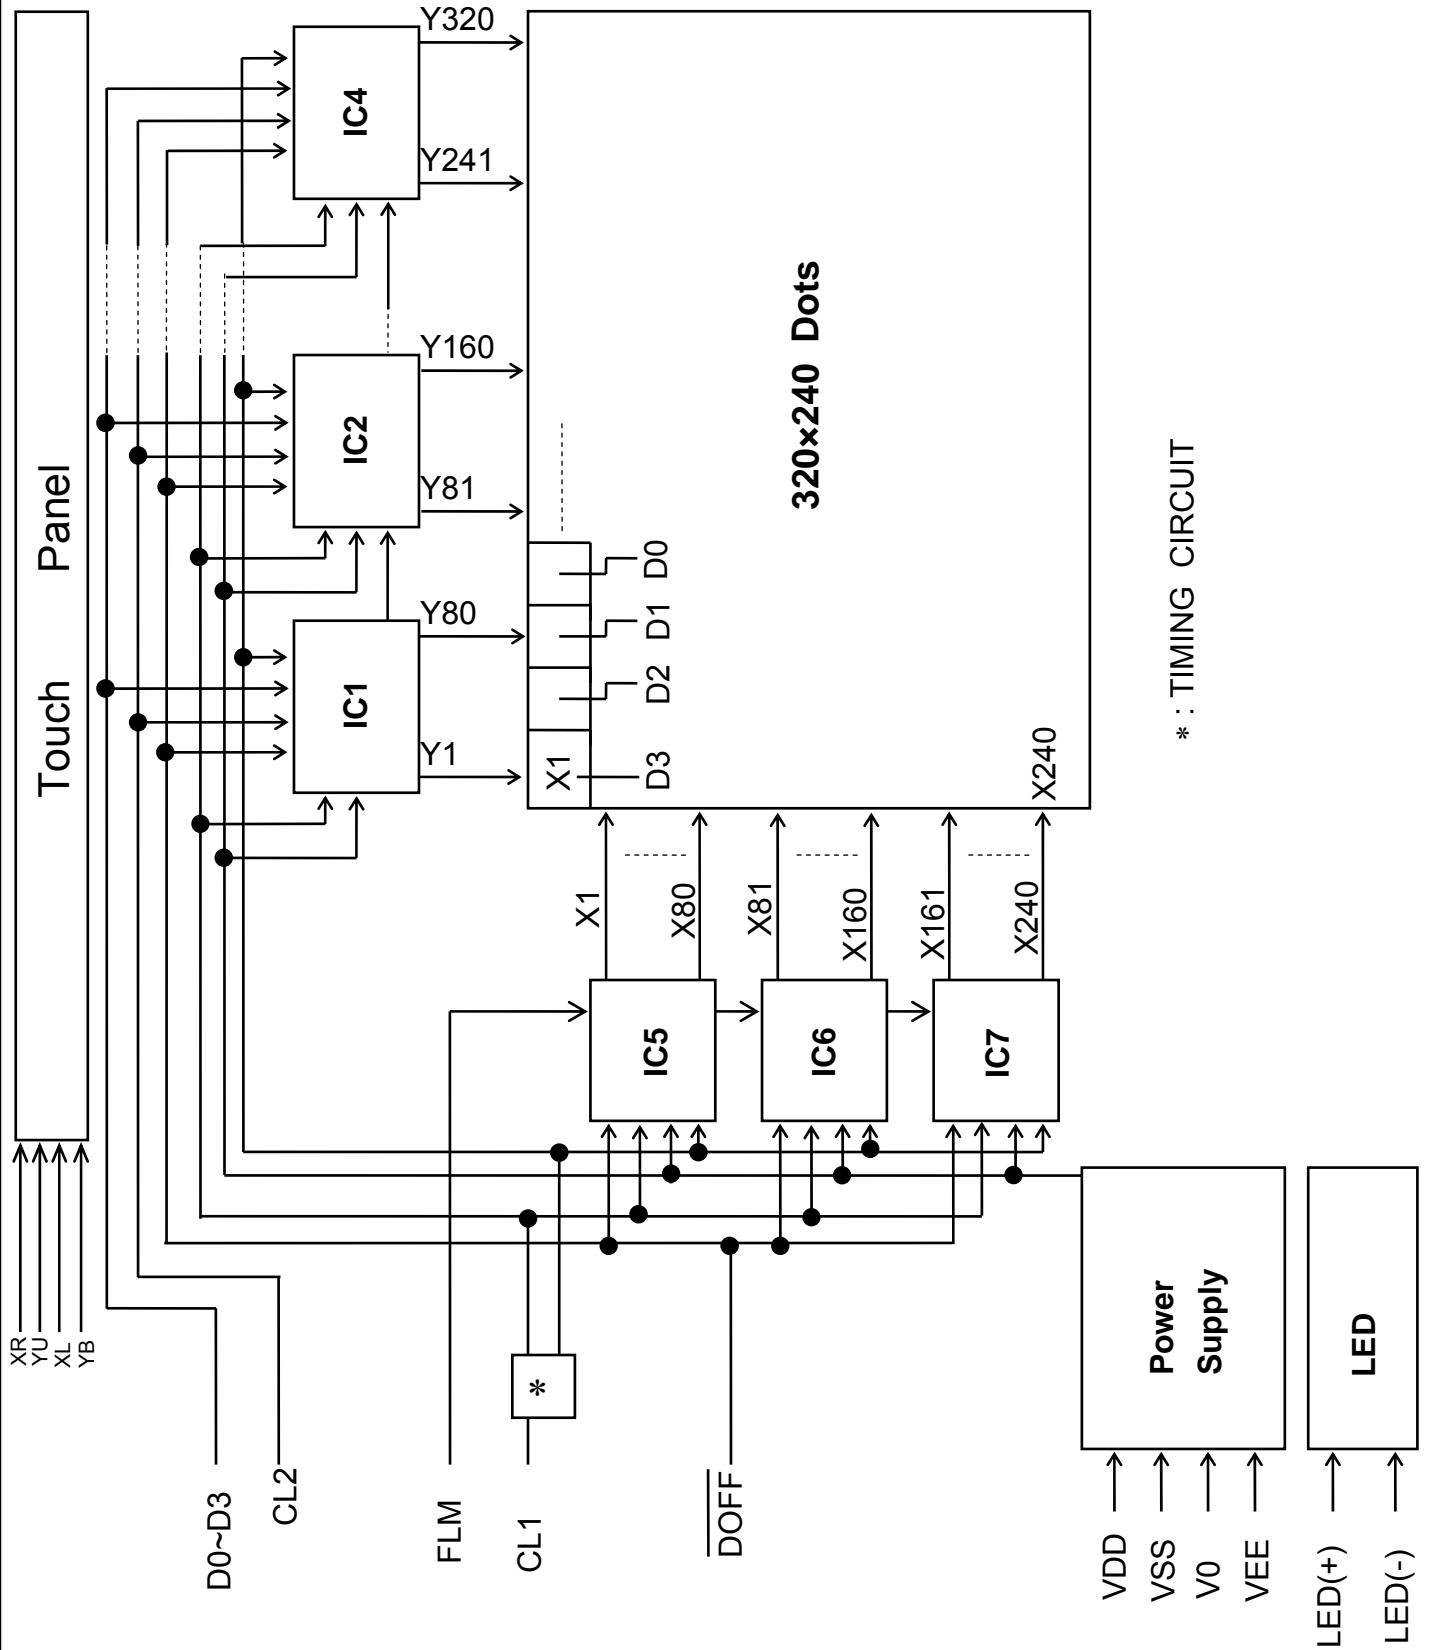 Touch Panel
XR
YU
XL
YB
IC4
Y320
Y241
IC2
Y160
Y81
IC1
Y80
Y1
320×240 Dots
D0
D1
D2
X1
D3
X240
* : TIMING CIRCUIT
X1
X80
X81
X160
X161
X240
IC5
IC6
IC7
D0~D3
CL2
FLM
*
CL1
DOFF
Power
Supply
VDD
VSS
V0
VEE
LED
LED(+)
LED(-)